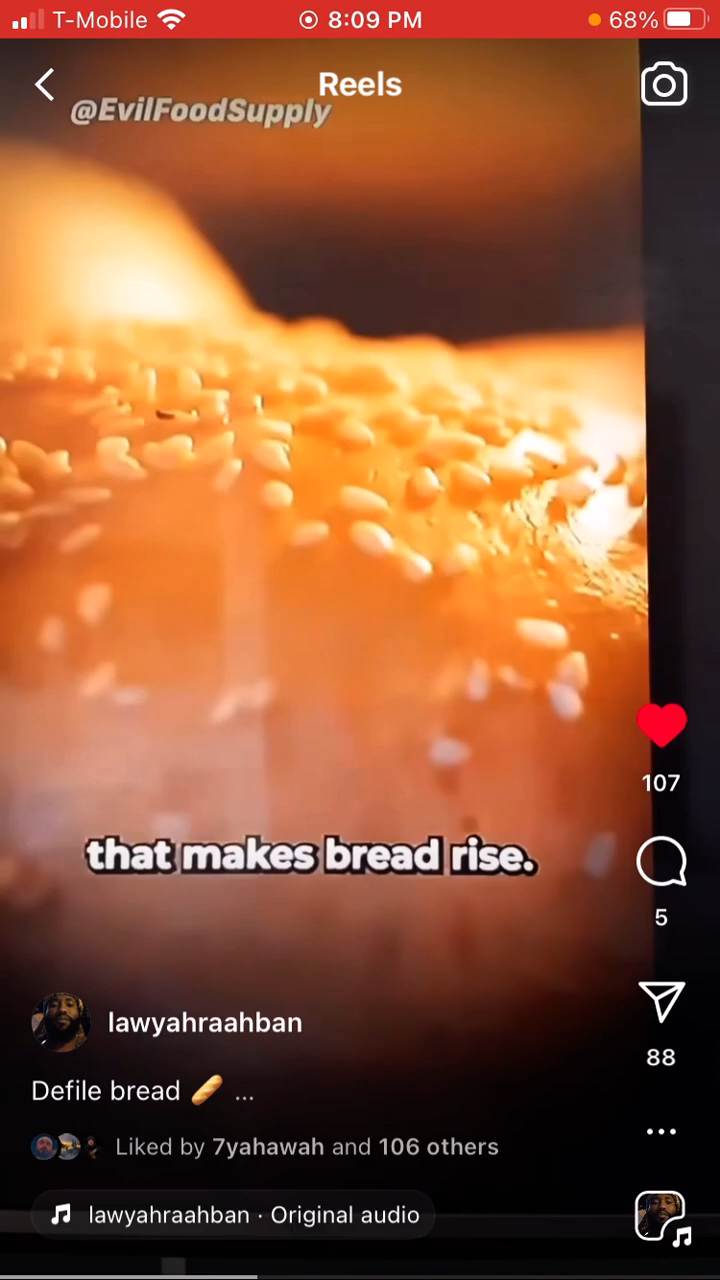 T-Mobile 8:09 PM 68%
Reels
@EvilFoodSupply
107
that makes bread rise.
5
lawyahraahban
88
Defile bread 🥖 ...
Liked by 7yahawah and 106 others
lawyahraahban · Original audio